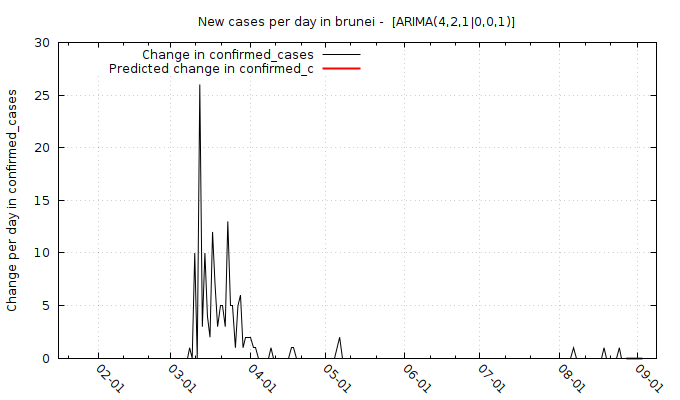 New cases per day in brunei -  [ARIMA(4,2,1|0,0,1)]
Change in confirmed_cases
Predicted change in confirmed_c
Change per day in confirmed_cases
30
25
20
15
10
5
0
02-01 03-01 04-01 05-01 06-01 07-01 08-01 09-01